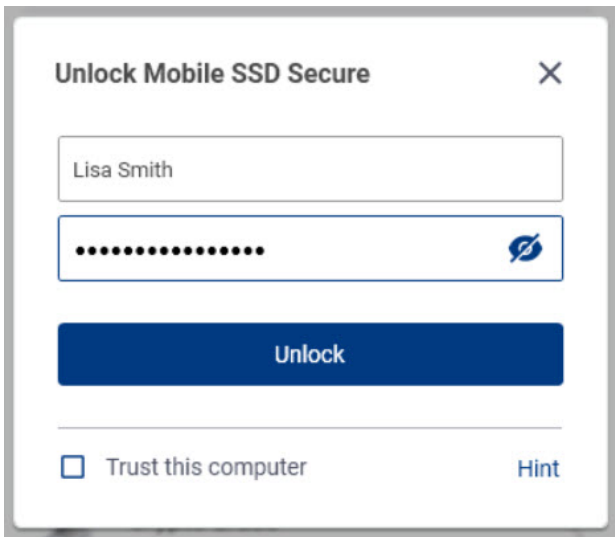 Unlock Mobile SSD Secure
Lisa Smith
••••••••••••••••
Unlock
Trust this computer
Hint